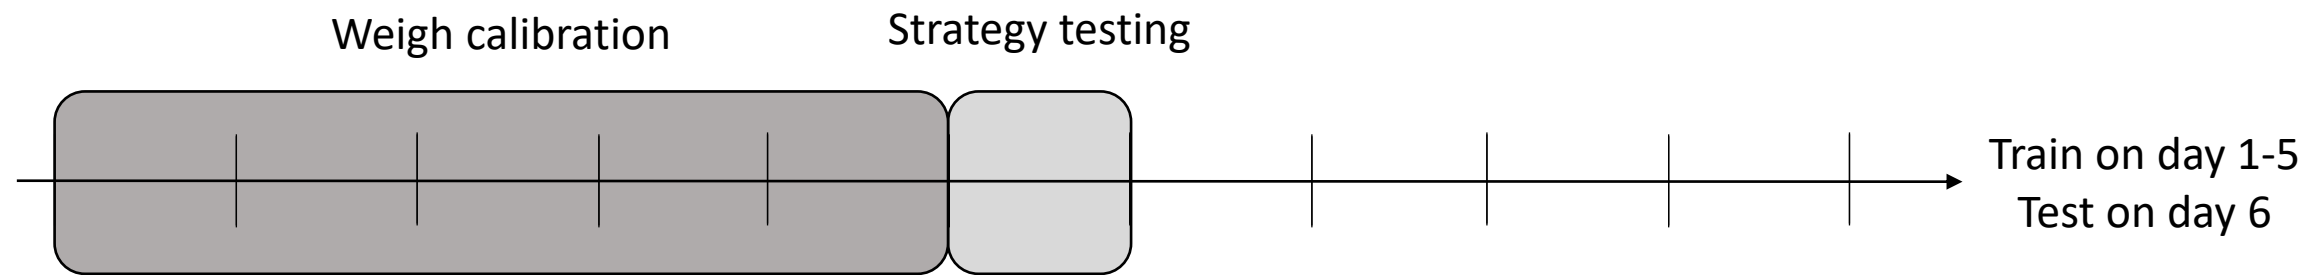 Weigh calibration
Strategy testing
Train on day 1-5
Test on day 6